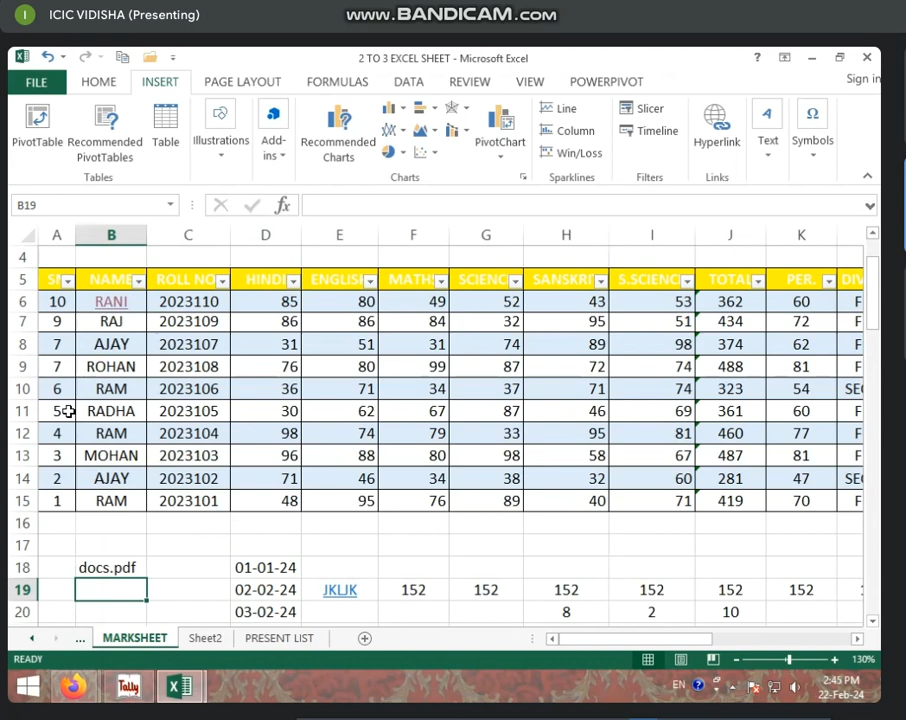 I ICIC VIDISHA (Presenting)
www.BANDICAM.com
2 TO 3 EXCEL SHEET - Microsoft Excel
?
Sign in
FILE HOME INSERT PAGE LAYOUT FORMULAS DATA REVIEW VIEW POWERPIVOT
PivotTable Recommended PivotTables Table Illustrations Add-ins Recommended Charts PivotChart Line Column Win/Loss Slicer Timeline Hyperlink Text Symbols
Tables Charts Sparklines Filters Links
B19 fx
A B C D E F G H I J K
4
5 NAME ROLL NO HINDI ENGLISH MATHS SCIENC SANSKRI S.SCIENC TOTAL PER. DIV
6 10 RANI 2023110 85 80 49 52 43 53 362 60 F
7 9 RAJ 2023109 86 86 84 32 95 51 434 72 F
8 7 AJAY 2023107 31 51 31 74 89 98 374 62 F
9 7 ROHAN 2023108 76 80 99 87 72 74 488 81 F
10 6 RAM 2023106 36 71 34 37 71 74 323 54 SEC
11 5 RADHA 2023105 30 62 67 87 46 69 361 60 F
12 4 RAM 2023104 98 74 79 33 95 81 460 77 F
13 3 MOHAN 2023103 96 88 80 98 58 67 487 81 F
14 2 AJAY 2023102 71 46 34 38 32 60 281 47 SEC
15 1 RAM 2023101 48 95 76 89 40 71 419 70 F
16
17
18 docs.pdf 01-01-24
19 02-02-24 JKLJK 152 152 152 152 152 152
20 03-02-24 8 2 10
... MARKSHEET Sheet2 PRESENT LIST
READY 130%
Tally EN 2:45 PM
22-Feb-24